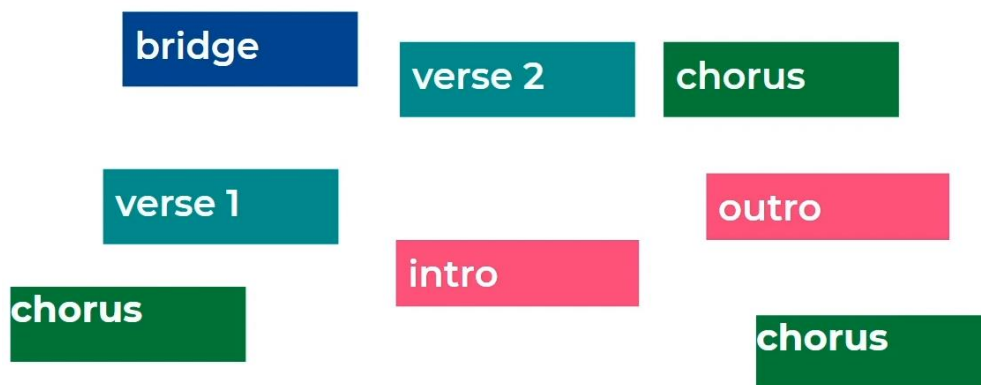 bridge
verse 2
chorus
verse 1
outro
intro
chorus
chorus